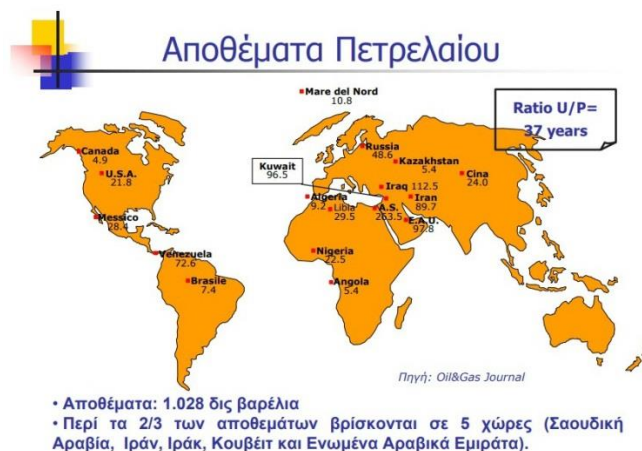 Αποθέματα Πετρελαίου
Mare del Nord
10.8
Ratio U/P=
37 years
Canada
4.9
U.S.A.
21.8
Messico
28.4
Venezuela
72.6
Brasile
7.4
Kuwait
96.5
Russia
48.6
Kazakhstan
5.4
Cina
24.0
Iraq 112.5
Iran
89.7
Algeria
9.2
Libia
29.5
A.S.
263.5
E.A.U.
97.8
Nigeria
22.5
Angola
5.4
Πηγή: Oil&Gas Journal
• Αποθέματα: 1.028 δις βαρέλια
• Περί τα 2/3 των αποθεμάτων βρίσκονται σε 5 χώρες (Σαουδική
Αραβία, Ιράν, Ιράκ, Κουβέιτ και Ενωμένα Αραβικά Εμιράτα).